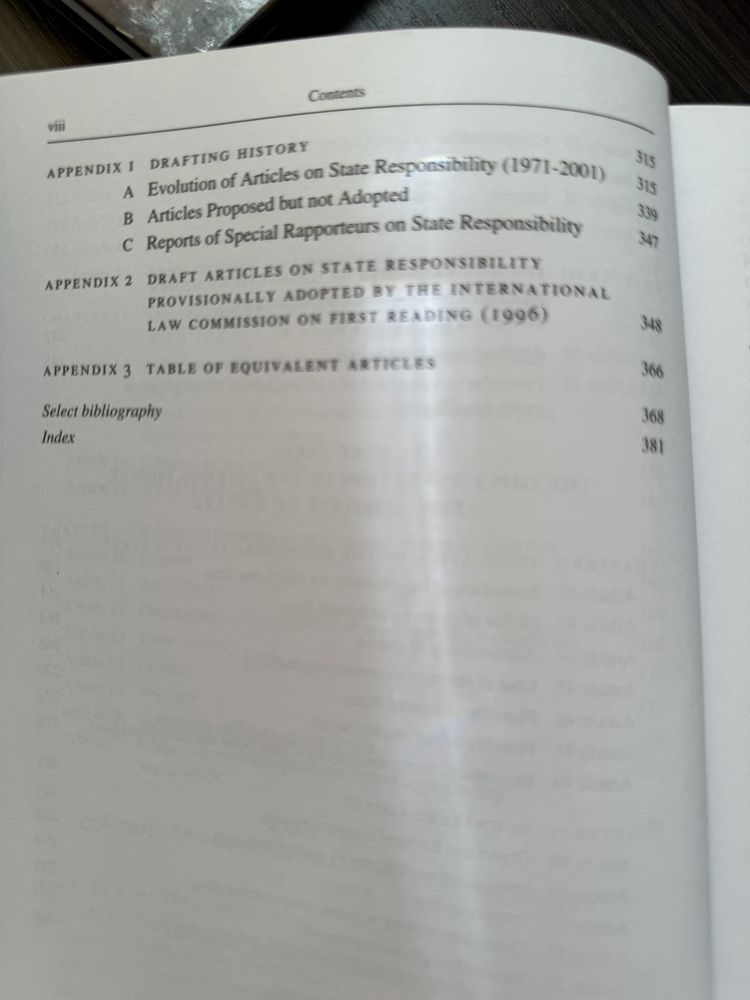 viii
Contents
APPENDIX 1 DRAFTING HISTORY 315
A Evolution of Articles on State Responsibility (1971-2001) 315
B Articles Proposed but not Adopted 339
C Reports of Special Rapporteurs on State Responsibility 347
APPENDIX 2 DRAFT ARTICLES ON STATE RESPONSIBILITY
PROVISIONALLY ADOPTED BY THE INTERNATIONAL
LAW COMMISSION ON FIRST READING (1996) 348
APPENDIX 3 TABLE OF EQUIVALENT ARTICLES 366
Select bibliography 368
Index 381